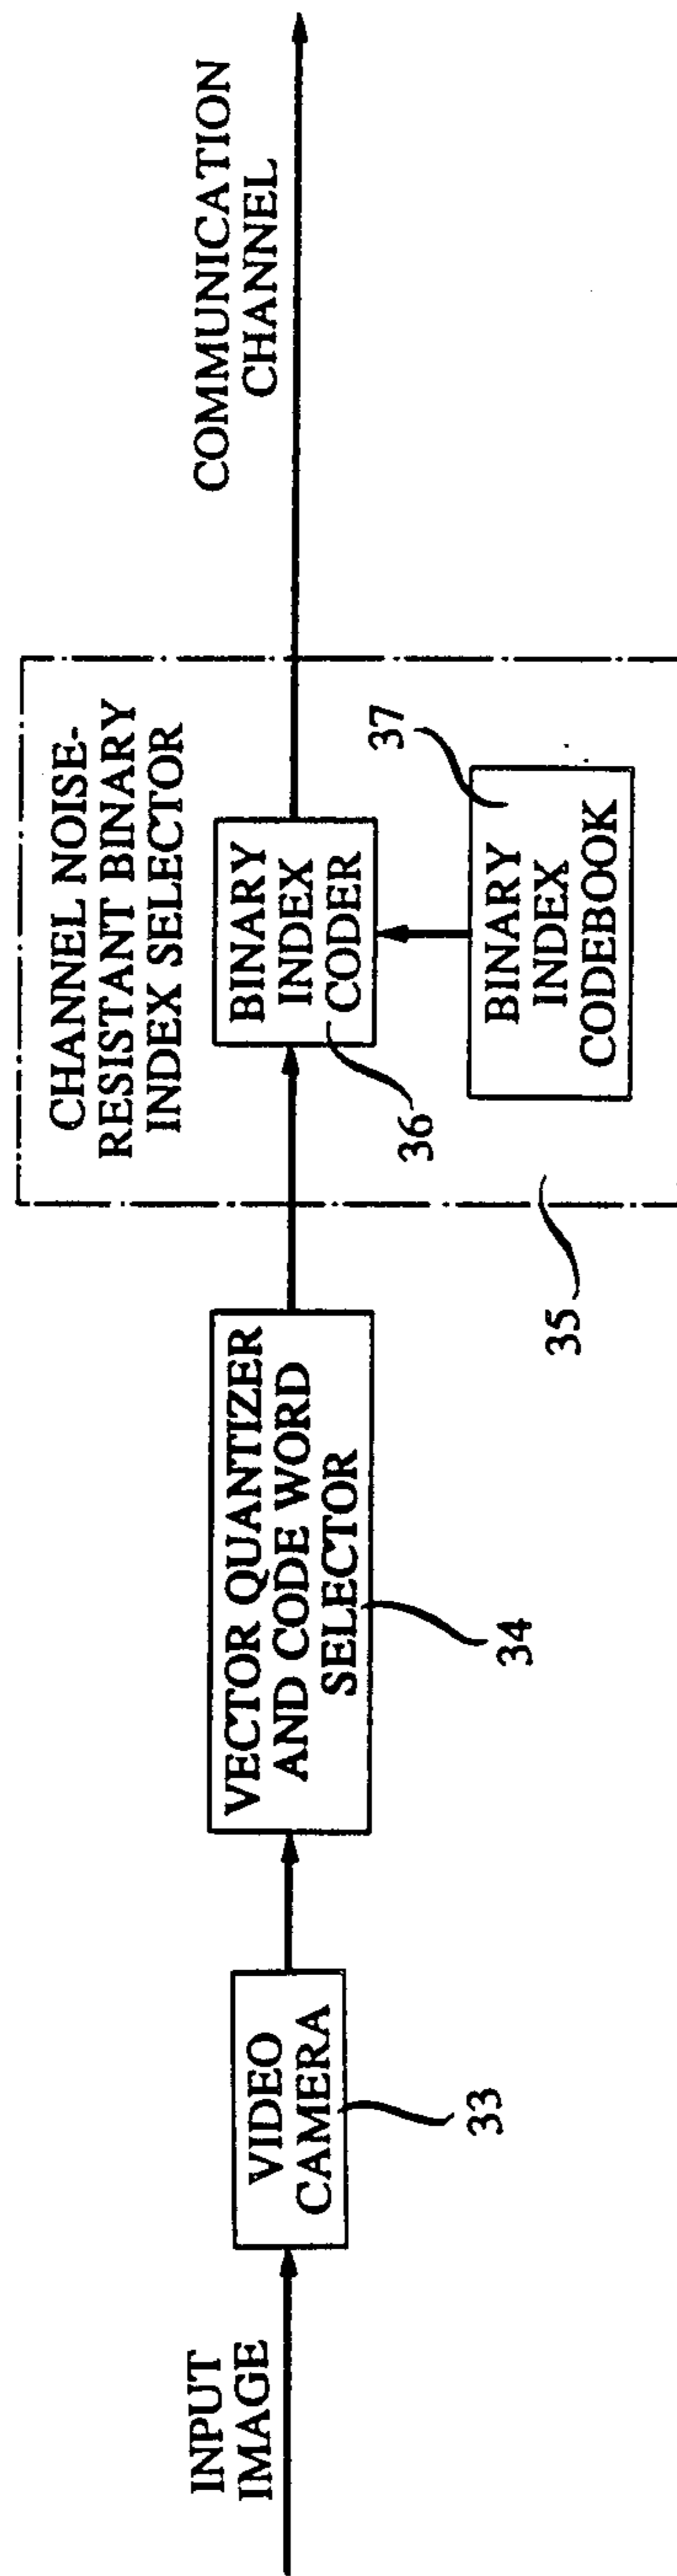 INPUT
IMAGE
VIDEO
CAMERA
33
VECTOR QUANTIZER
AND CODE WORD
SELECTOR
34
CHANNEL NOISE-
RESISTANT BINARY
INDEX SELECTOR
BINARY
INDEX
CODER
36
BINARY
INDEX
CODEBOOK
37
35
COMMUNICATION
CHANNEL